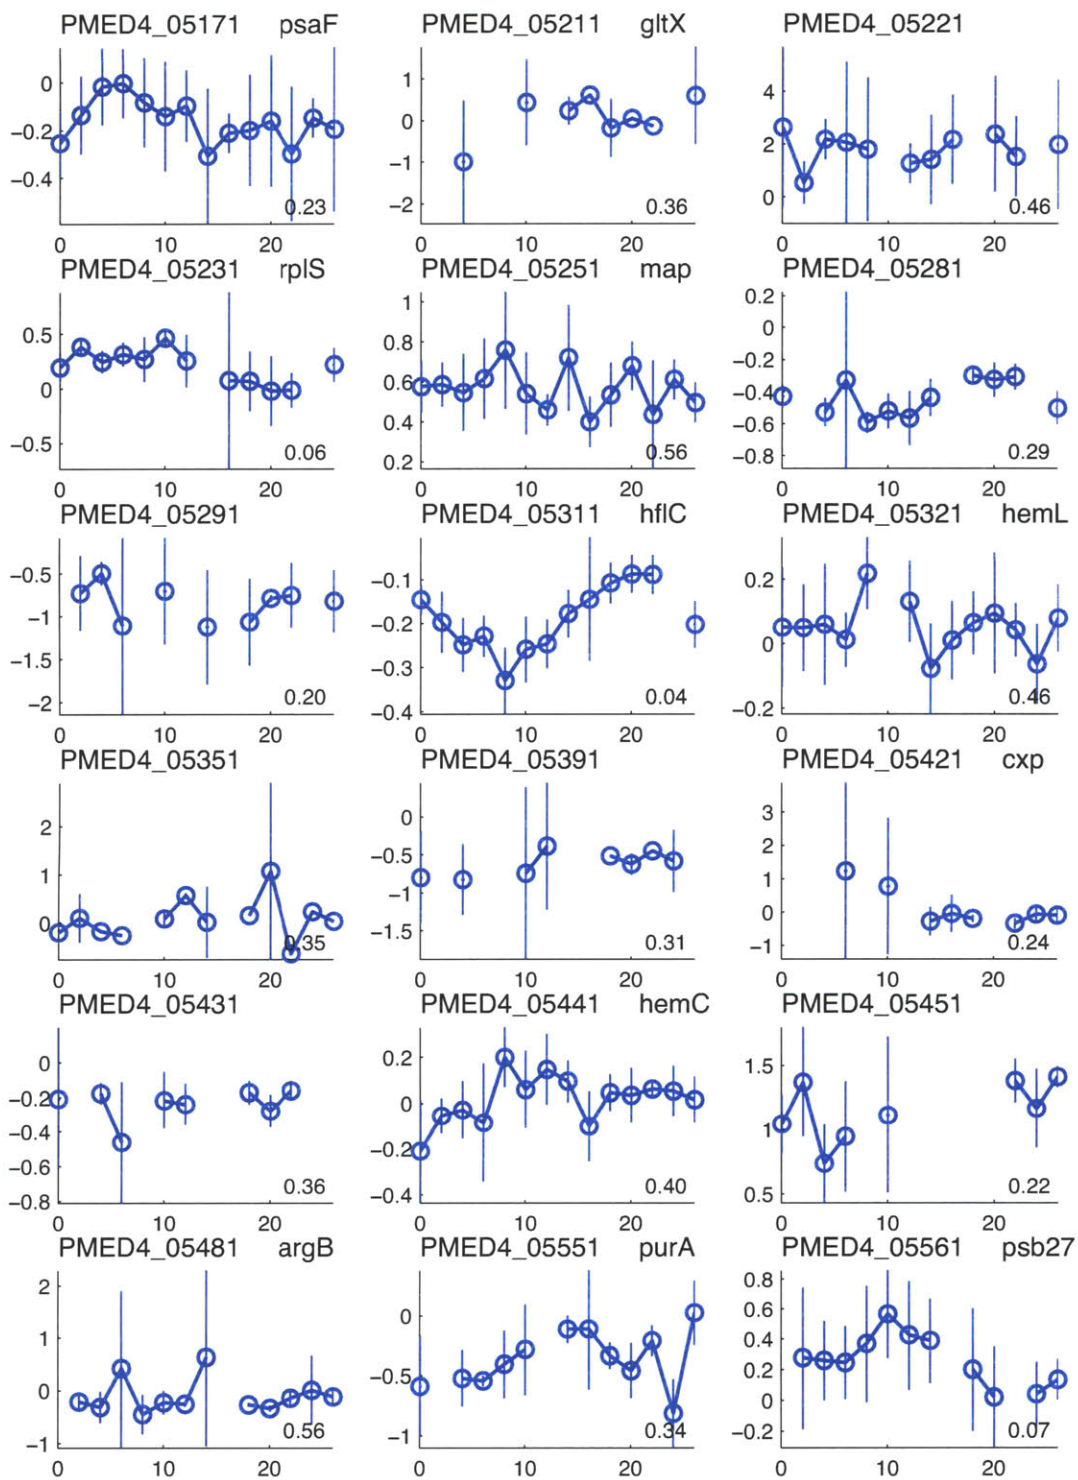 PMED4_05171 psaF PMED4_05211 gltX PMED4_05221
0 −0.2 −0.4 0.23 0 10 20
1 0 −1 −2 0.36 0 10 20
4 2 0 0.46 0 10 20
PMED4_05231 rplS PMED4_05251 map PMED4_05281
0.5 0 −0.5 0.06 0 10 20
1 0.8 0.6 0.4 0.2 0.56 0 10 20
0.2 0 −0.2 −0.4 −0.6 −0.8 0.29 0 10 20
PMED4_05291 PMED4_05311 hflC PMED4_05321 hemL
−0.5 −1 −1.5 −2 0.20 0 10 20
−0.1 −0.2 −0.3 −0.4 0.04 0 10 20
0.2 0 −0.2 0.46 0 10 20
PMED4_05351 PMED4_05391 PMED4_05421 cxp
2 1 0 0.35 0 10 20
0 −0.5 −1 −1.5 0.31 0 10 20
3 2 1 0 −1 0.24 0 10 20
PMED4_05431 PMED4_05441 hemC PMED4_05451
0 −0.2 −0.4 −0.6 −0.8 0.36 0 10 20
0.2 0 −0.2 −0.4 0.40 0 10 20
1.5 1 0.5 0.22 0 10 20
PMED4_05481 argB PMED4_05551 purA PMED4_05561 psb27
2 1 0 −1 0.56 0 10 20
0 −0.5 −1 0.34 0 10 20
0.8 0.6 0.4 0.2 0 −0.2 0.07 0 10 20